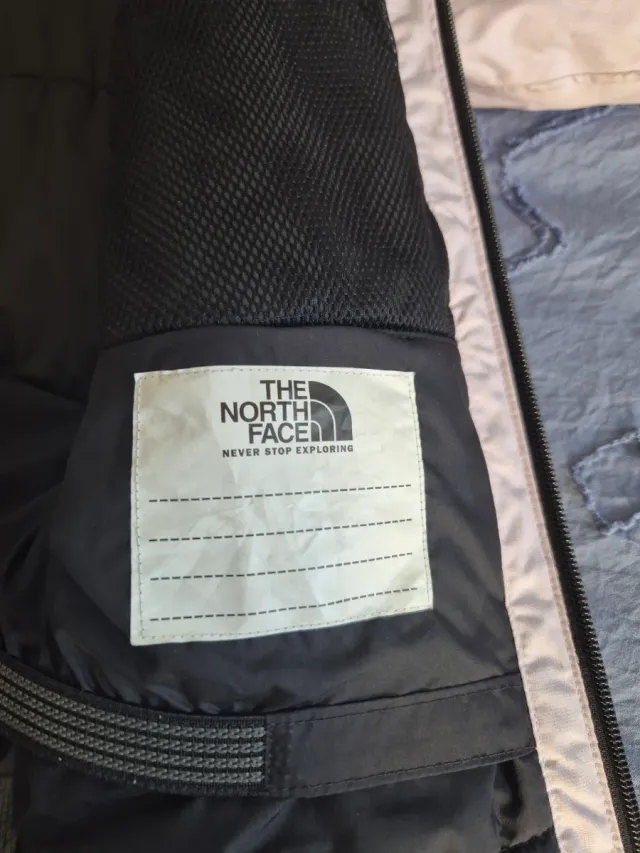 THE
NORTH
FACE
NEVER STOP EXPLORING